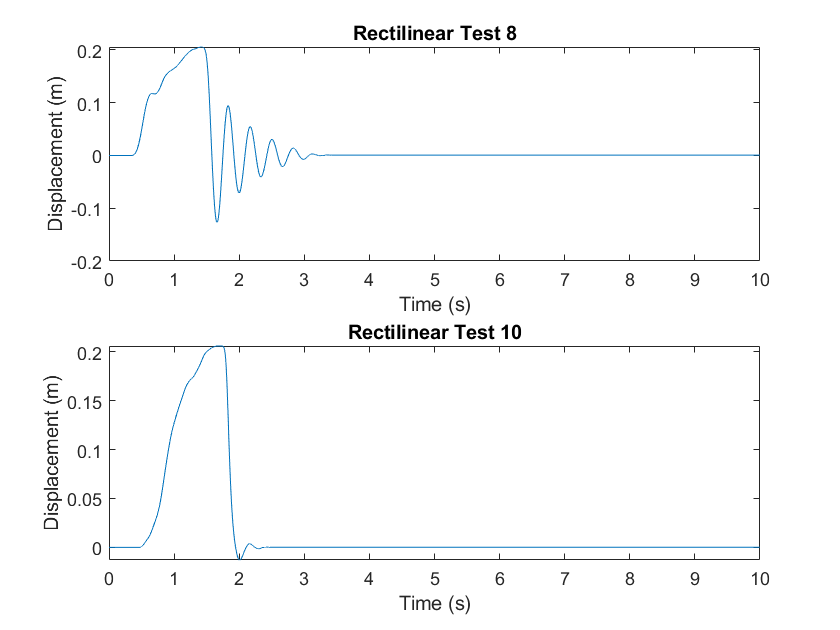 Rectilinear Test 8
Displacement (m)
0.2
0.1
0
-0.1
-0.2
0 1 2 3 4 5 6 7 8 9 10
Time (s)
Rectilinear Test 10
Displacement (m)
0.2
0.15
0.1
0.05
0
0 1 2 3 4 5 6 7 8 9 10
Time (s)